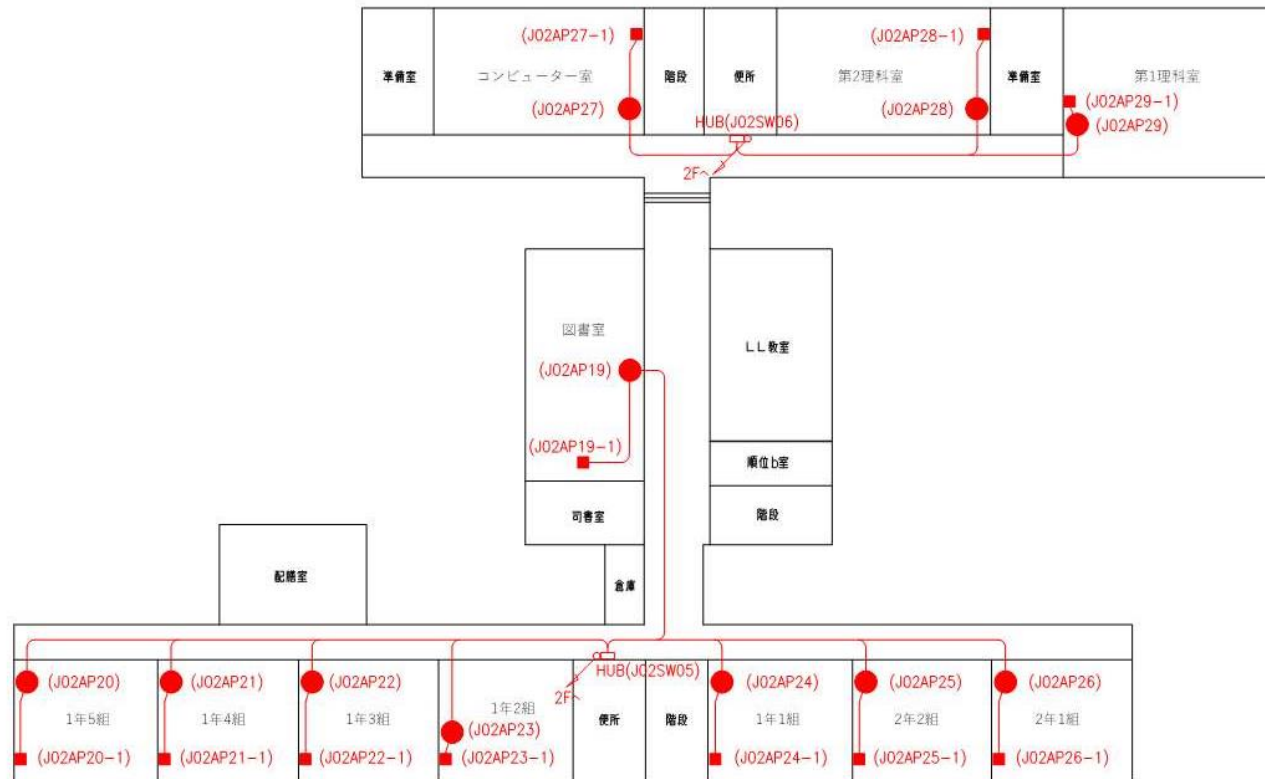 (J02AP27-1)
(J02AP28-1)
準備室
コンピューター室
階段
便所
第2理科室
準備室
第1理科室
(J02AP29-1)
(J02AP27)
(J02AP28)
(J02AP29)
HUB(J02SW06)
2Fへ
図書室
LL教室
(J02AP19)
(J02AP19-1)
順位b室
司書室
階段
配膳室
倉庫
HUB(J02SW05)
2Fへ
(J02AP20)
(J02AP21)
(J02AP22)
(J02AP23)
(J02AP24)
(J02AP25)
(J02AP26)
1年5組
1年4組
1年3組
1年2組
便所
階段
1年1組
2年2組
2年1組
(J02AP20-1)
(J02AP21-1)
(J02AP22-1)
(J02AP23-1)
(J02AP24-1)
(J02AP25-1)
(J02AP26-1)